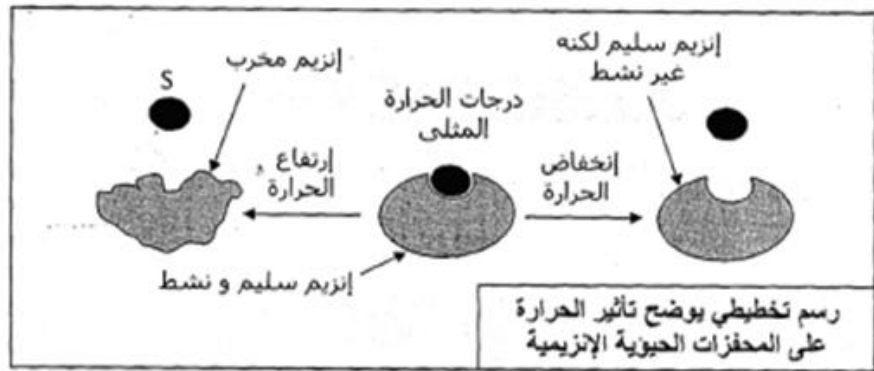 إنزيم سليم لكنه
غير نشط
درجات الحرارة
المثلى
إنزيم مخرب
S
إنخفاض
الحرارة
إرتفاع
الحرارة
إنزيم سليم و نشط
رسم تخطيطي يوضح تأثير الحرارة
على المحفزات الحيوية الإنزيمية